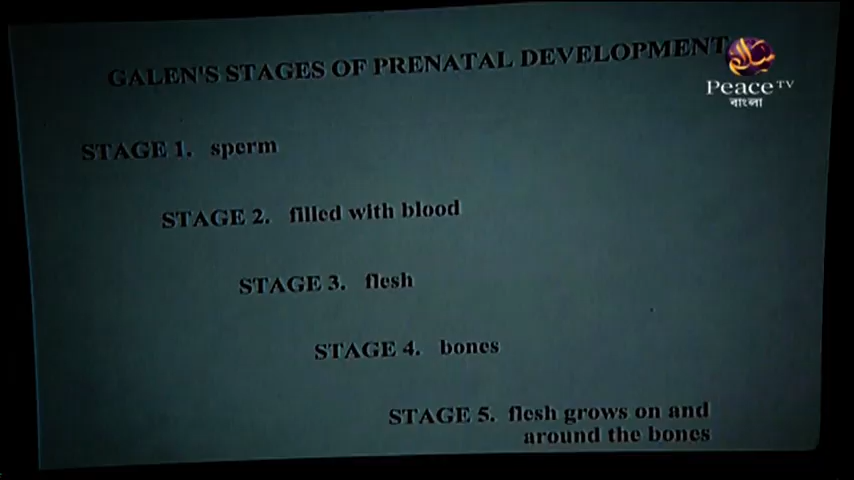 GALEN'S STAGES OF PRENATAL DEVELOPMENT
Peace TV
বাংলা
STAGE 1. sperm
STAGE 2. filled with blood
STAGE 3. flesh
STAGE 4. bones
STAGE 5. flesh grows on and
around the bones